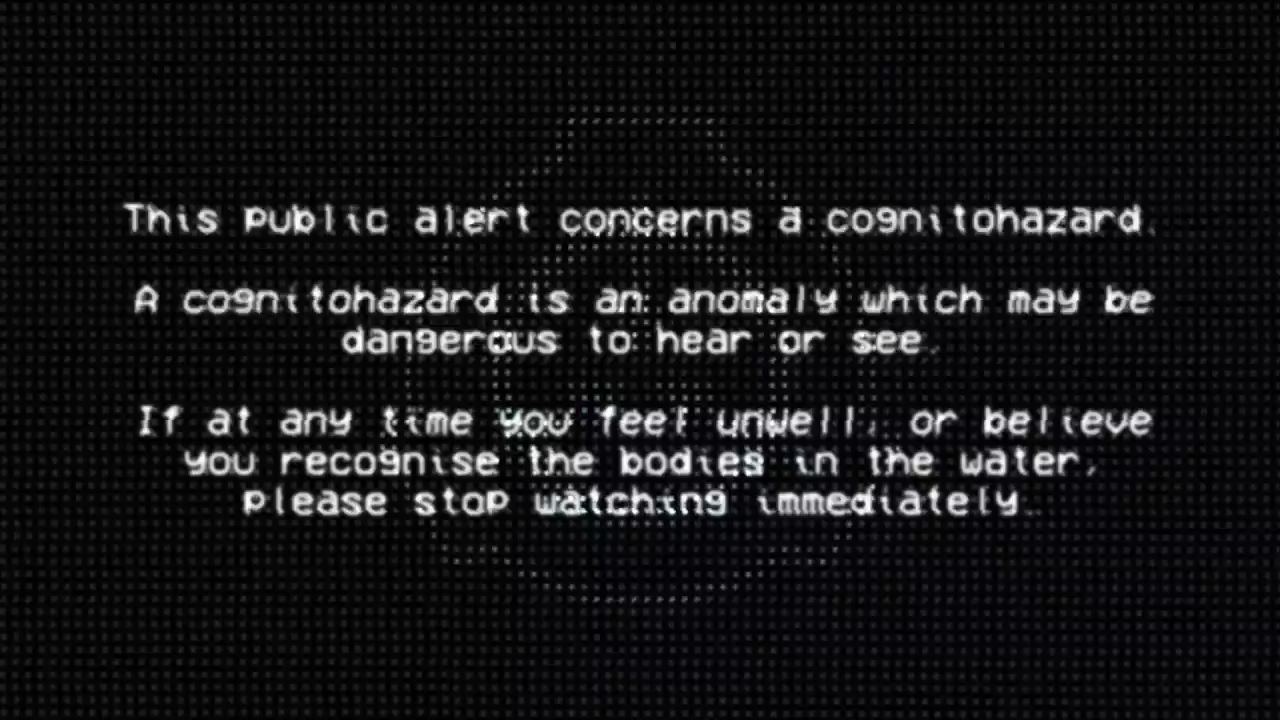 This public alert concerns a cognitohazard.
A cognitohazard is an anomaly which may be
dangerous to hear or see.
If at any time you feel unwell, or believe
you recognise the bodies in the water,
please stop watching immediately.